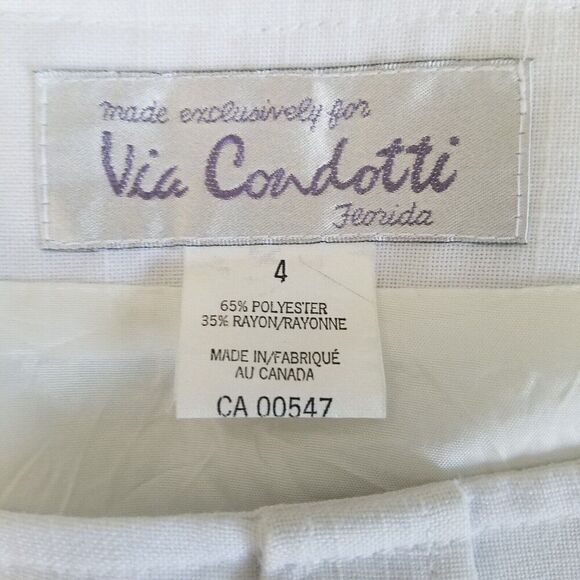 made exclusively for
Via Condotti
Florida
4
65% POLYESTER
35% RAYON/RAYONNE
MADE IN/FABRIQUÉ
AU CANADA
CA 00547